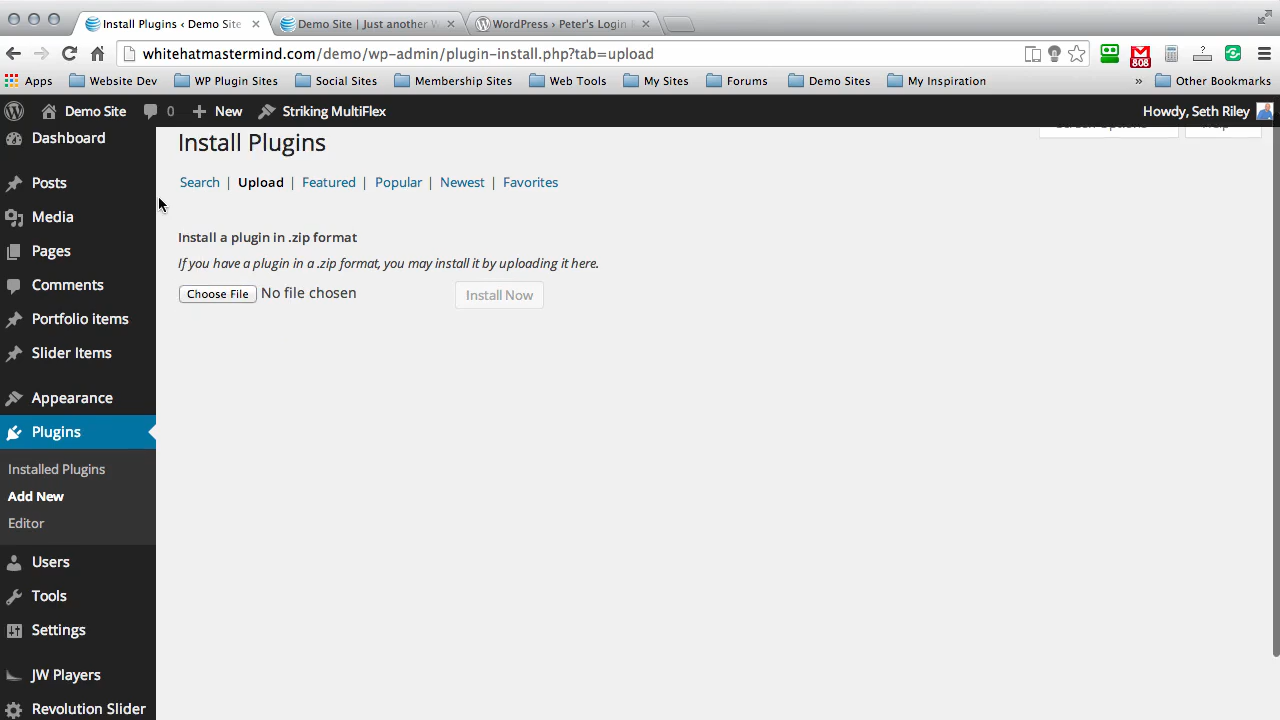 Install Plugins ‹ Demo Site
Demo Site | Just another W
WordPress › Peter's Login R
whitehatmastermind.com/demo/wp-admin/plugin-install.php?tab=upload
808
Apps
Website Dev
WP Plugin Sites
Social Sites
Membership Sites
Web Tools
My Sites
Forums
Demo Sites
My Inspiration
»
Other Bookmarks
Demo Site
0
New
Striking MultiFlex
Howdy, Seth Riley
Dashboard
Posts
Media
Pages
Comments
Portfolio items
Slider Items
Appearance
Plugins
Installed Plugins
Add New
Editor
Users
Tools
Settings
JW Players
Revolution Slider
Install Plugins
Screen Options
Help
Search | Upload | Featured | Popular | Newest | Favorites
Install a plugin in .zip format
If you have a plugin in a .zip format, you may install it by uploading it here.
Choose File No file chosen
Install Now